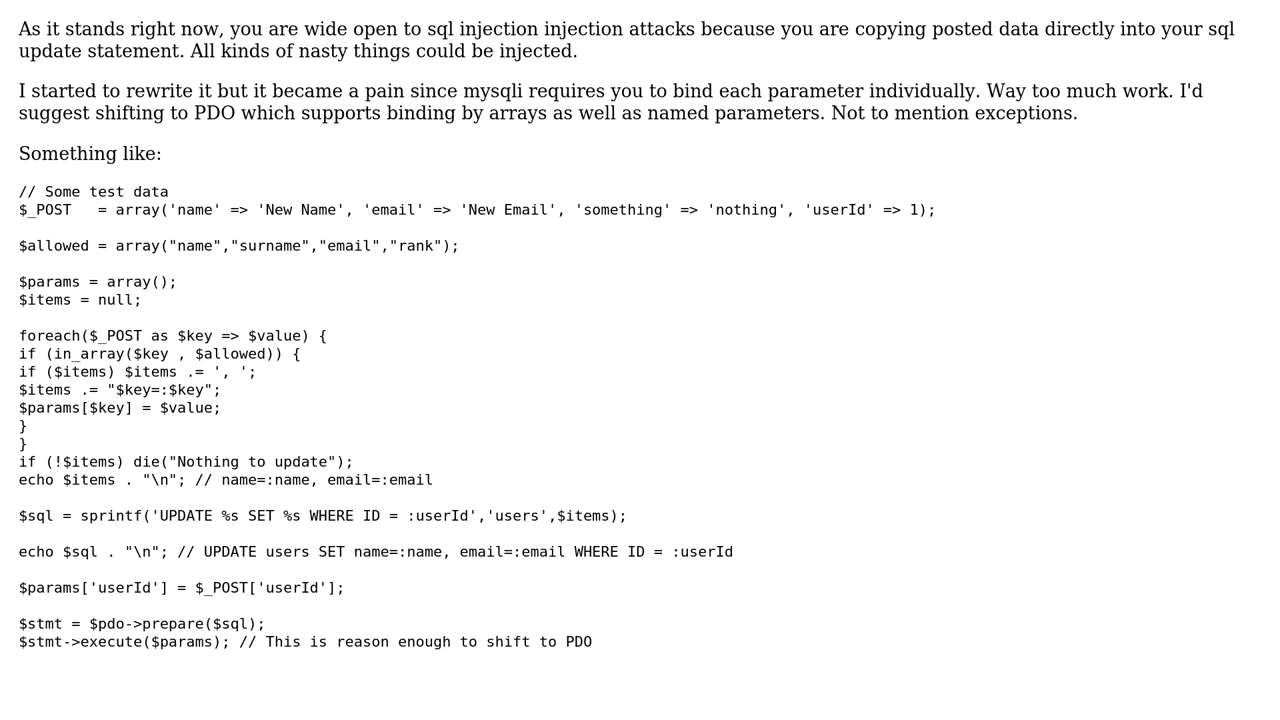 As it stands right now, you are wide open to sql injection injection attacks because you are copying posted data directly into your sql
update statement. All kinds of nasty things could be injected.
I started to rewrite it but it became a pain since mysqli requires you to bind each parameter individually. Way too much work. I'd
suggest shifting to PDO which supports binding by arrays as well as named parameters. Not to mention exceptions.
Something like:
// Some test data
$_POST   = array('name' => 'New Name', 'email' => 'New Email', 'something' => 'nothing', 'userId' => 1);
$allowed = array("name","surname","email","rank");
$params = array();
$items = null;
foreach($_POST as $key => $value) {
if (in_array($key , $allowed)) {
if ($items) $items .= ', ';
$items .= "$key=:$key";
$params[$key] = $value;
}
}
if (!$items) die("Nothing to update");
echo $items . "\n"; // name=:name, email=:email
$sql = sprintf('UPDATE %s SET %s WHERE ID = :userId','users',$items);
echo $sql . "\n"; // UPDATE users SET name=:name, email=:email WHERE ID = :userId
$params['userId'] = $_POST['userId'];
$stmt = $pdo->prepare($sql);
$stmt->execute($params); // This is reason enough to shift to PDO